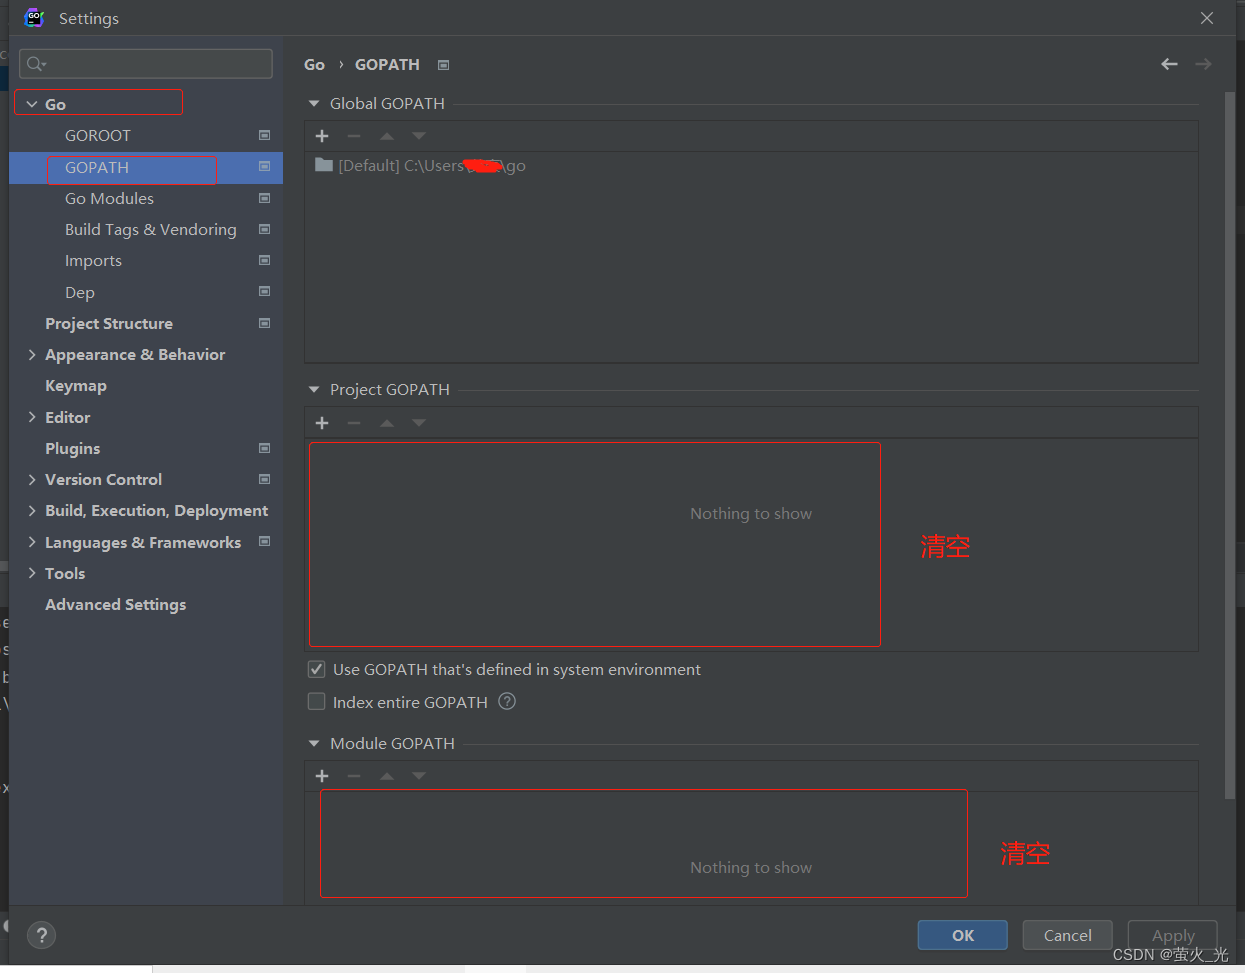 Settings
Go
GOROOT
GOPATH
Go Modules
Build Tags & Vendoring
Imports
Dep
Project Structure
Appearance & Behavior
Keymap
Editor
Plugins
Version Control
Build, Execution, Deployment
Languages & Frameworks
Tools
Advanced Settings
Go › GOPATH
Global GOPATH
[Default] C:\Users\ \go
Project GOPATH
Nothing to show
清空
Use GOPATH that's defined in system environment
Index entire GOPATH
Module GOPATH
Nothing to show
清空
?
OK
Cancel
Apply
CSDN @萤火_光